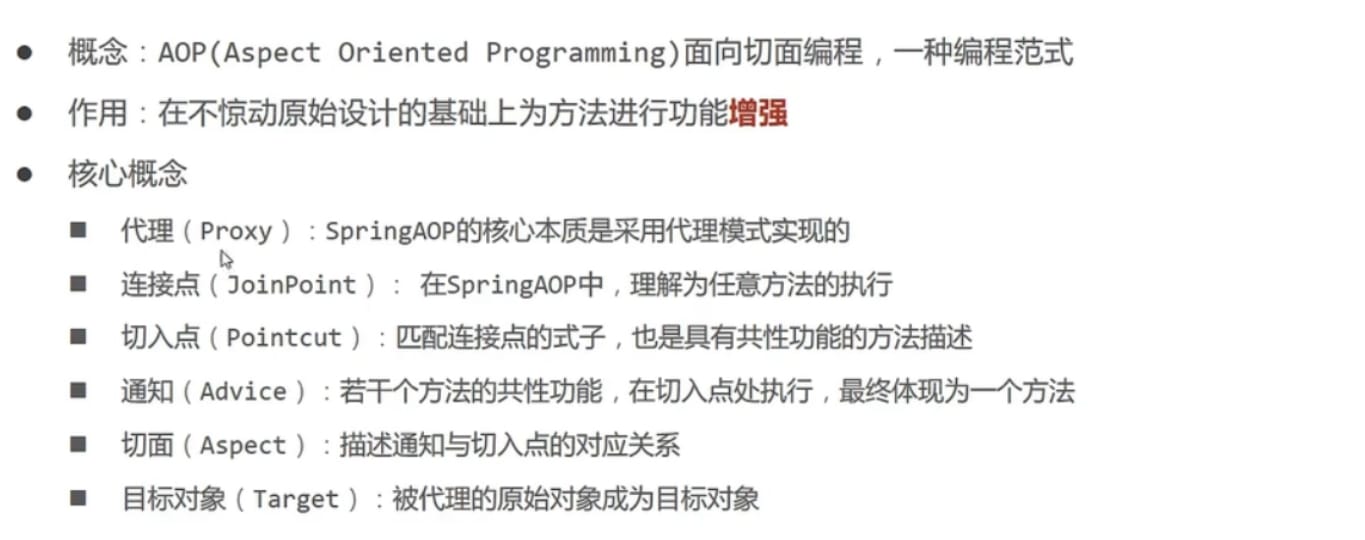 ● 概念：AOP(Aspect Oriented Programming)面向切面编程，一种编程范式
● 作用：在不惊动原始设计的基础上为方法进行功能增强
● 核心概念
■ 代理（Proxy）：SpringAOP的核心本质是采用代理模式实现的
■ 连接点（JoinPoint）： 在SpringAOP中，理解为任意方法的执行
■ 切入点（Pointcut）：匹配连接点的式子，也是具有共性功能的方法描述
■ 通知（Advice）：若干个方法的共性功能，在切入点处执行，最终体现为一个方法
■ 切面（Aspect）：描述通知与切入点的对应关系
■ 目标对象（Target）：被代理的原始对象成为目标对象